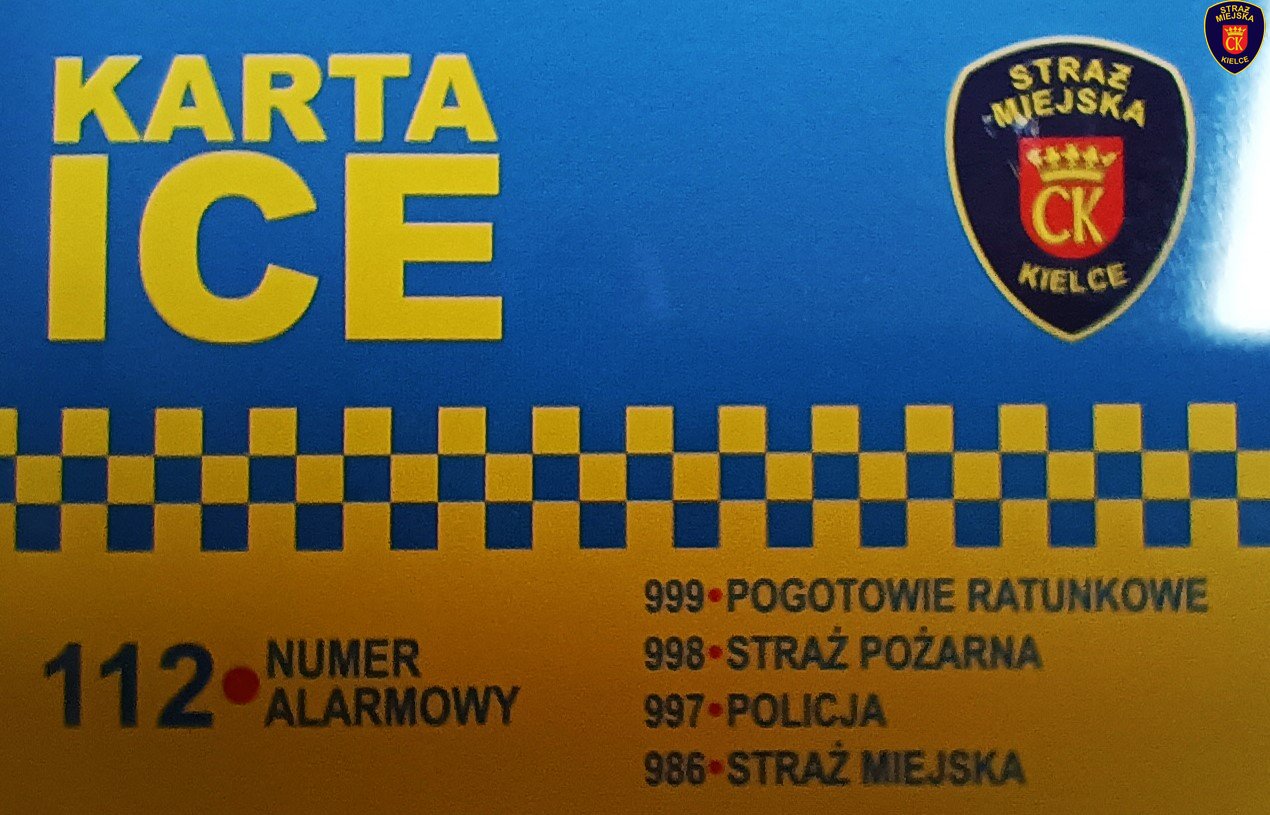 KARTA
ICE
STRAŻ
MIEJSKA
CK
KIELCE
STRAŻ
MIEJSKA
CK
KIELCE
112•NUMER
ALARMOWY
999•POGOTOWIE RATUNKOWE
998•STRAŻ POŻARNA
997•POLICJA
986•STRAŻ MIEJSKA